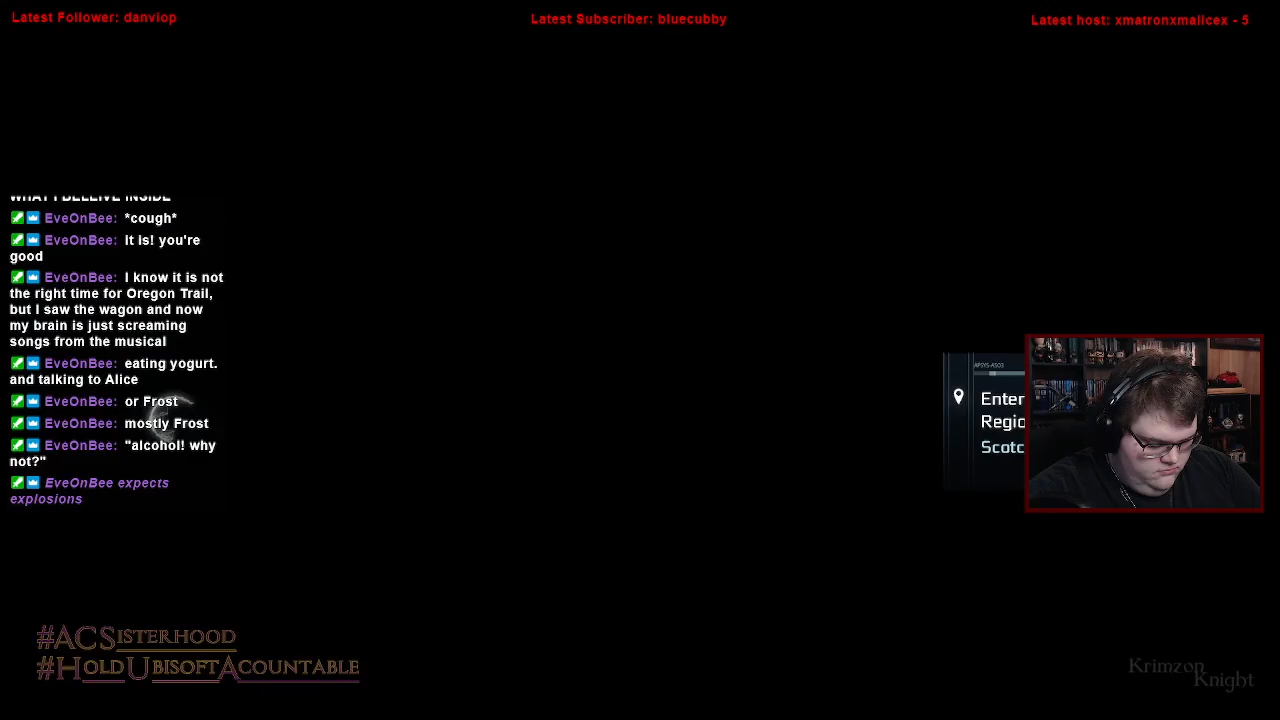 Latest Follower: danviop
Latest Subscriber: bluecubby
Latest host: xmatronxmalicex - 5
WHAT I BELEIVE INSIDE
EveOnBee: *cough*
EveOnBee: it is! you're
good
EveOnBee: I know it is not
the right time for Oregon Trail,
but I saw the wagon and now
my brain is just screaming
songs from the musical
EveOnBee: eating yogurt.
and talking to Alice
EveOnBee: or Frost
EveOnBee: mostly Frost
EveOnBee: "alcohol! why
not?"
EveOnBee expects
explosions
Enter
Regio
Scotc
#ACSisterhood
#HoldUbisoftAcountable
Krimzon
Knight